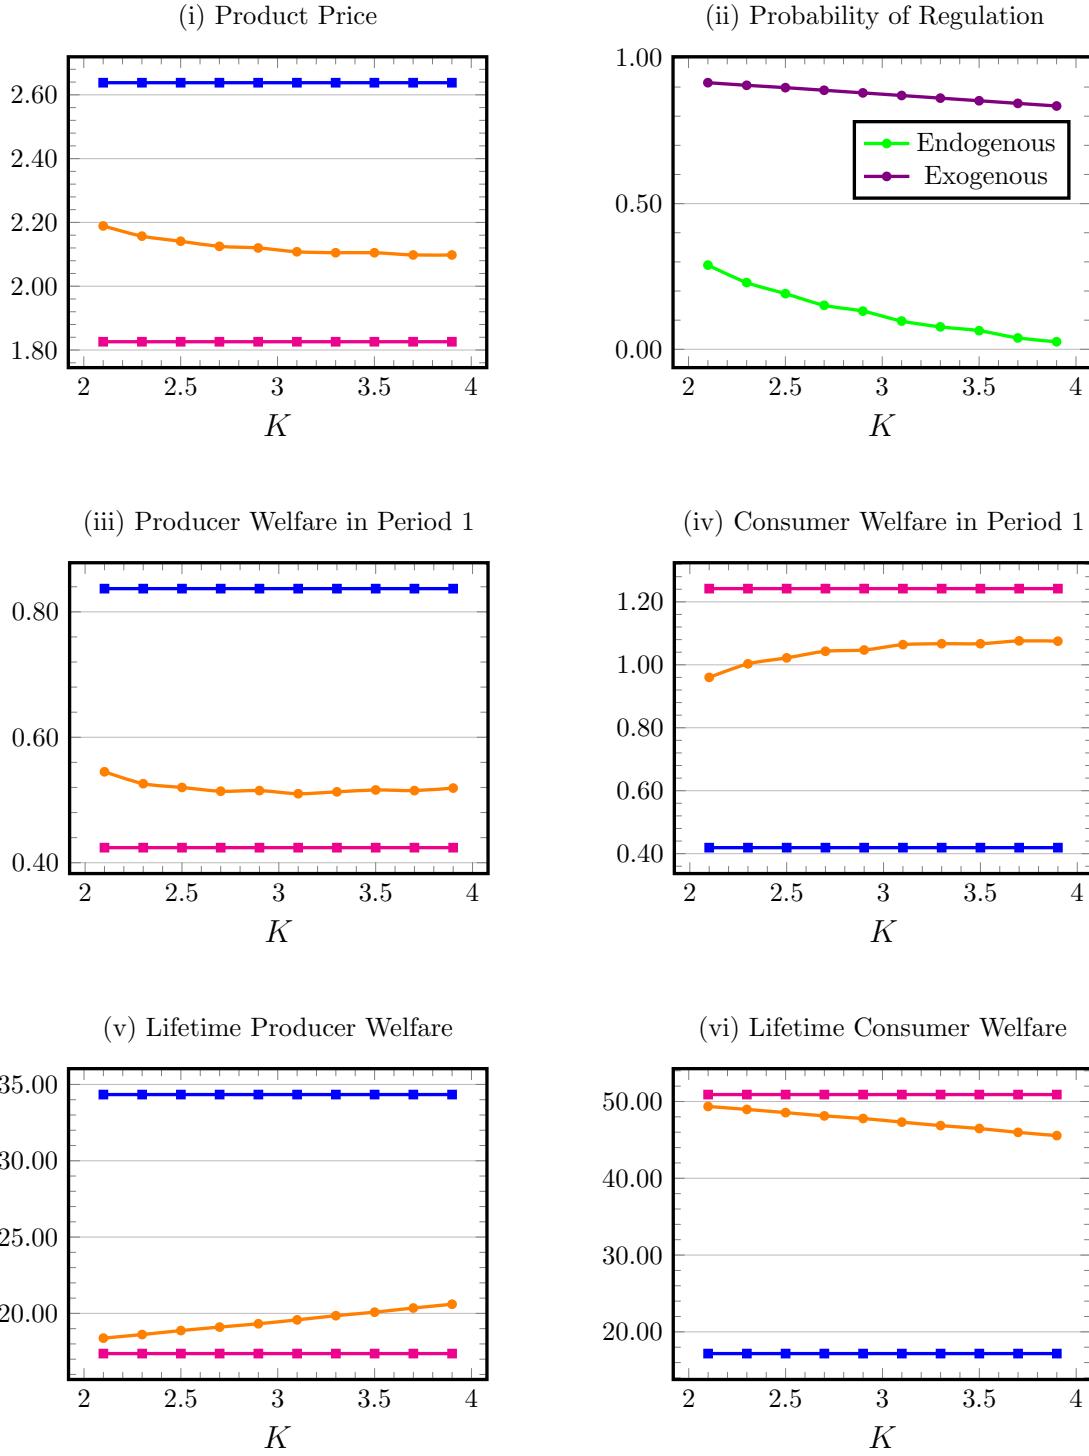 (i) Product Price
2.60
2.40
2.20
2.00
1.80
2 2.5 3 3.5 4
K
(ii) Probability of Regulation
1.00
0.50
0.00
Endogenous
Exogenous
2 2.5 3 3.5 4
K
(iii) Producer Welfare in Period 1
0.80
0.60
0.40
2 2.5 3 3.5 4
K
(iv) Consumer Welfare in Period 1
1.20
1.00
0.80
0.60
0.40
2 2.5 3 3.5 4
K
(v) Lifetime Producer Welfare
35.00
30.00
25.00
20.00
2 2.5 3 3.5 4
K
(vi) Lifetime Consumer Welfare
50.00
40.00
30.00
20.00
2 2.5 3 3.5 4
K